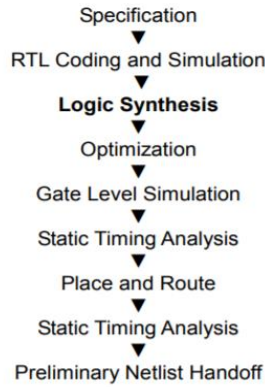 Specification
RTL Coding and Simulation
Logic Synthesis
Optimization
Gate Level Simulation
Static Timing Analysis
Place and Route
Static Timing Analysis
Preliminary Netlist Handoff